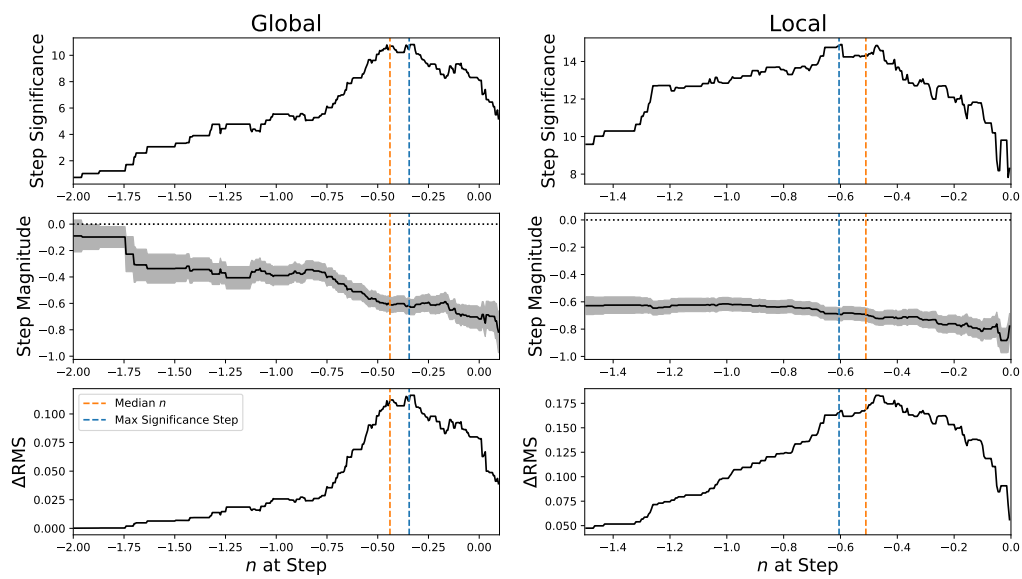 Global
Local
Step Significance
10
8
6
4
2
−2.00 −1.75 −1.50 −1.25 −1.00 −0.75 −0.50 −0.25 0.00
Step Significance
14
12
10
8
−1.4 −1.2 −1.0 −0.8 −0.6 −0.4 −0.2 0.0
Step Magnitude
0.0
−0.2
−0.4
−0.6
−0.8
−1.0
−2.00 −1.75 −1.50 −1.25 −1.00 −0.75 −0.50 −0.25 0.00
Step Magnitude
0.0
−0.2
−0.4
−0.6
−0.8
−1.0
−1.4 −1.2 −1.0 −0.8 −0.6 −0.4 −0.2 0.0
ΔRMS
0.100
0.075
0.050
0.025
0.000
Median n
Max Significance Step
−2.00 −1.75 −1.50 −1.25 −1.00 −0.75 −0.50 −0.25 0.00
n at Step
ΔRMS
0.175
0.150
0.125
0.100
0.075
0.050
−1.4 −1.2 −1.0 −0.8 −0.6 −0.4 −0.2 0.0
n at Step